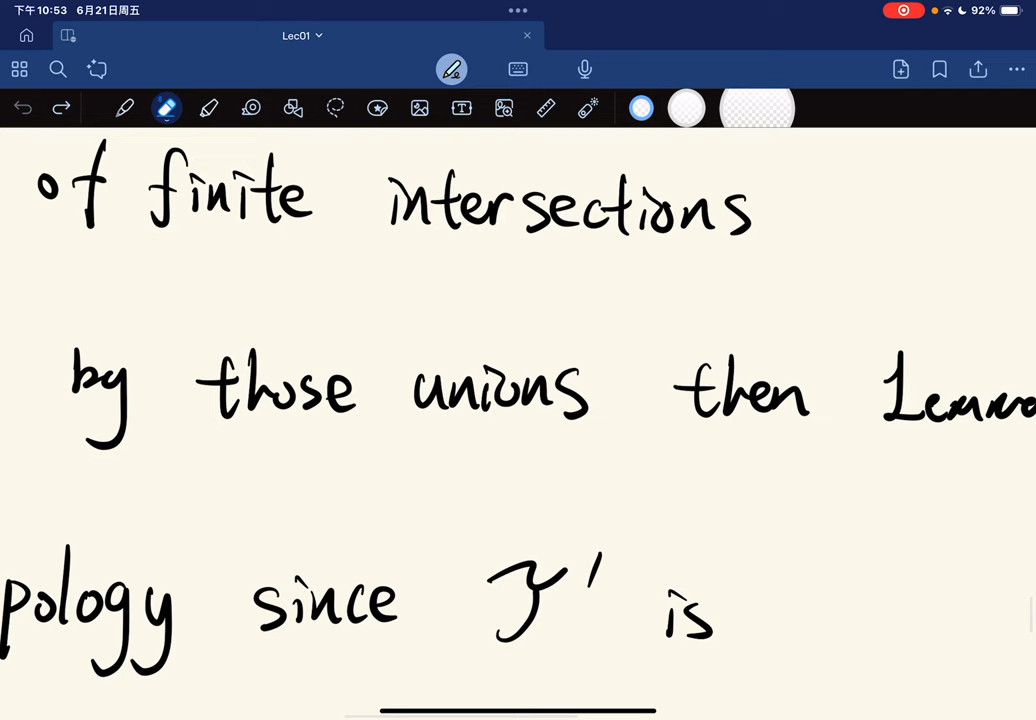 下午10:53 6月21日周五
92%
Lec01
of finite intersections
by those unions then Lemma
pology since 𝒯′ is